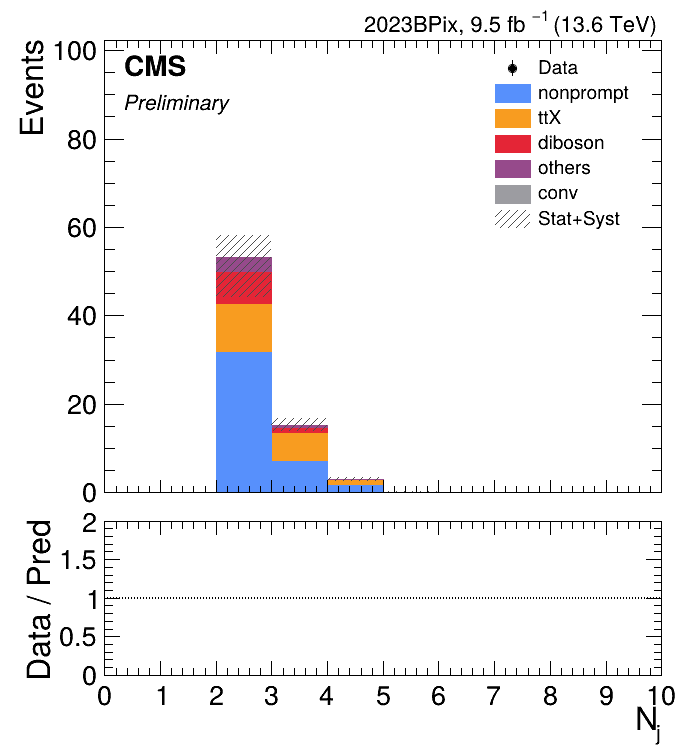 2023BPix, 9.5 fb⁻¹ (13.6 TeV)
Events
100
80
60
40
20
0
CMS
Preliminary
Data
nonprompt
ttX
diboson
others
conv
Stat+Syst
Data / Pred
2
1.5
1
0.5
0
0 1 2 3 4 5 6 7 8 9 10
N_j